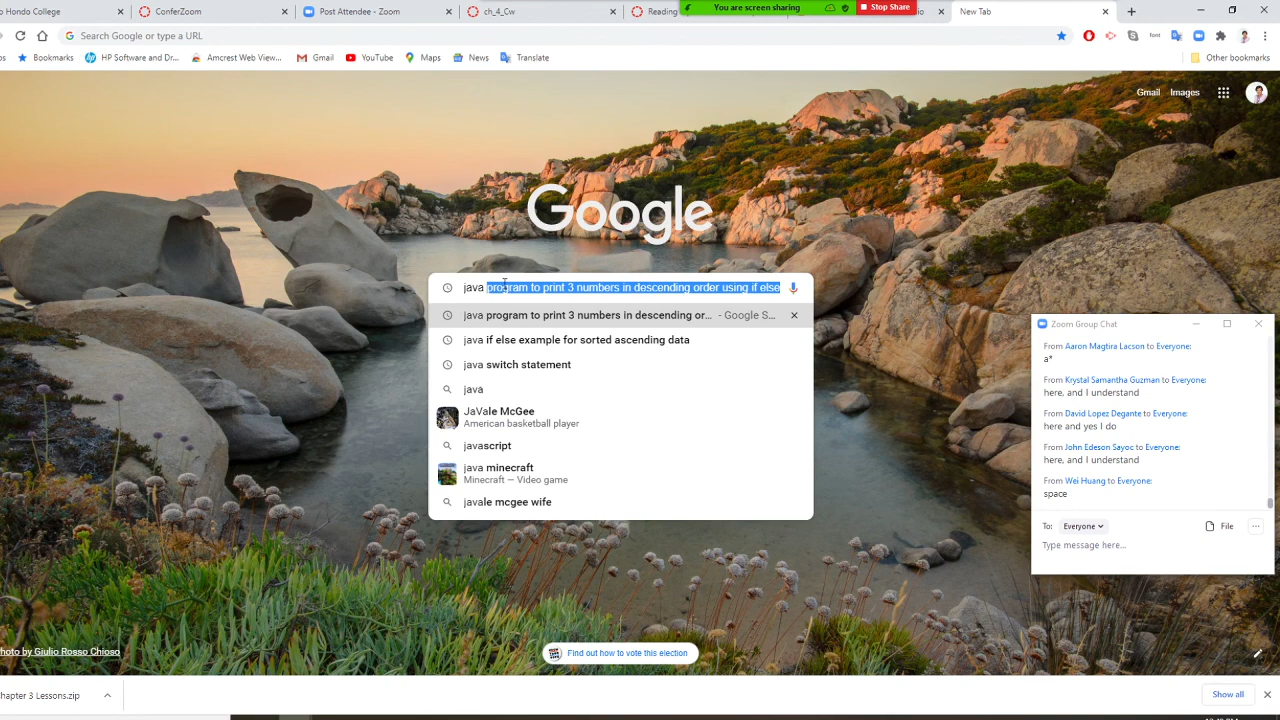 o Hondo College
ConferZoom
Post Attendee - Zoom
ch_4_Cw
Reading
You are screen sharing
Stop Share
io
New Tab
Search Google or type a URL
ps
Bookmarks
HP Software and Dr...
Amcrest Web View...
Gmail
YouTube
Maps
News
Translate
Other bookmarks
Gmail
Images
Google
java program to print 3 numbers in descending order using if else
java program to print 3 numbers in descending or... - Google S...
java if else example for sorted ascending data
java switch statement
java
JaVale McGee
American basketball player
javascript
java minecraft
Minecraft — Video game
javale mcgee wife
Zoom Group Chat
From Aaron Magtira Lacson to Everyone:
a*
From Krystal Samantha Guzman to Everyone:
here, and I understand
From David Lopez Degante to Everyone:
here and yes I do
From John Edeson Sayoc to Everyone:
here, and I understand
From Wei Huang to Everyone:
space
To: Everyone
File
Type message here...
hoto by Giulio Rosso Chioso
Find out how to vote this election
hapter 3 Lessons.zip
Show all